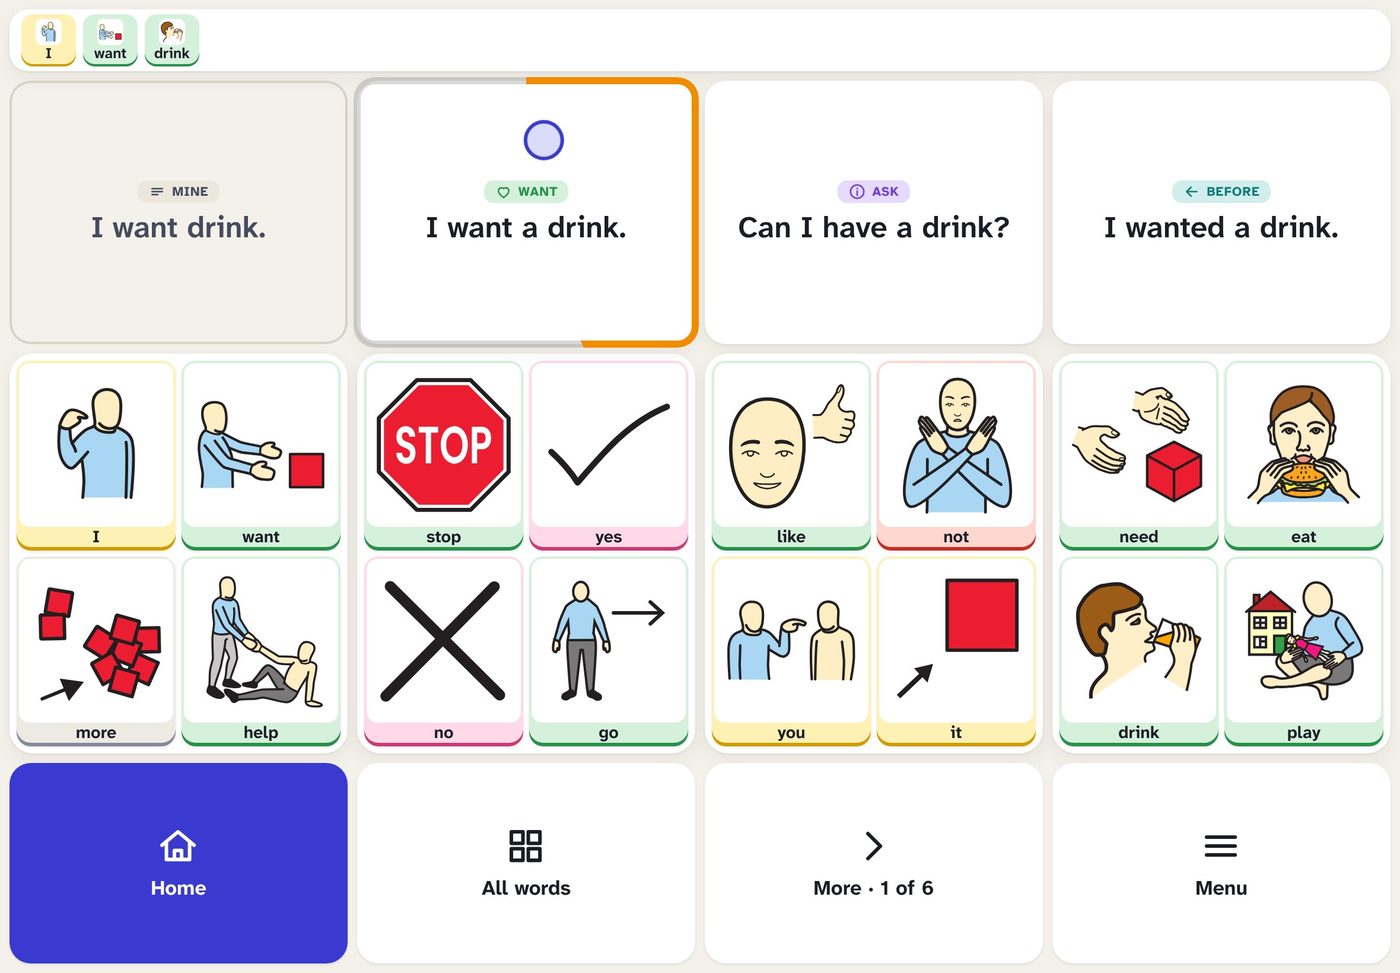 I
want
drink
MINE
I want drink.
WANT
I want a drink.
ASK
Can I have a drink?
BEFORE
I wanted a drink.
I
want
STOP
stop
yes
like
not
need
eat
more
help
no
go
you
it
drink
play
Home
All words
More · 1 of 6
Menu